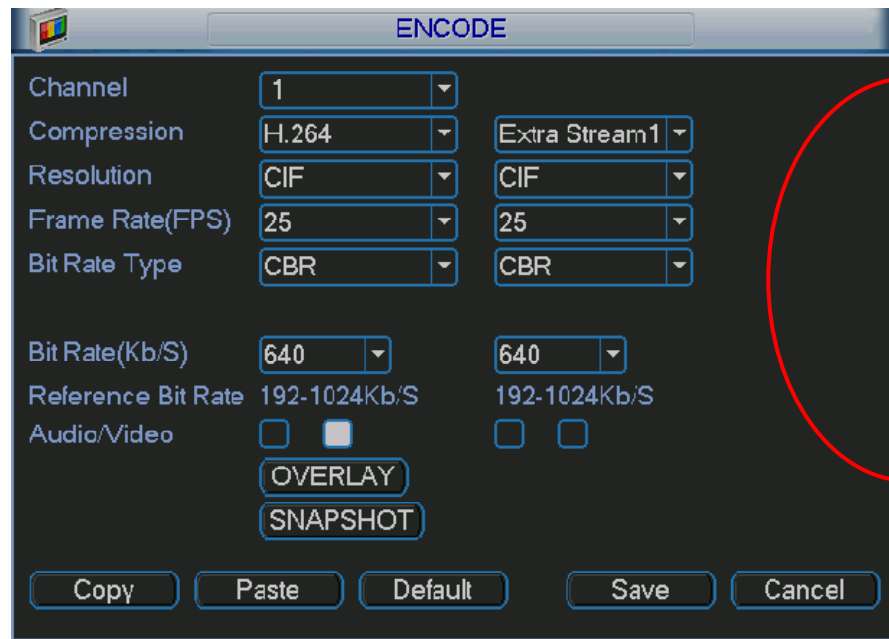 ENCODE
Channel 1
Compression H.264 Extra Stream1
Resolution CIF CIF
Frame Rate(FPS) 25 25
Bit Rate Type CBR CBR
Bit Rate(Kb/S) 640 640
Reference Bit Rate 192-1024Kb/S 192-1024Kb/S
Audio/Video
OVERLAY
SNAPSHOT
Copy Paste Default Save Cancel